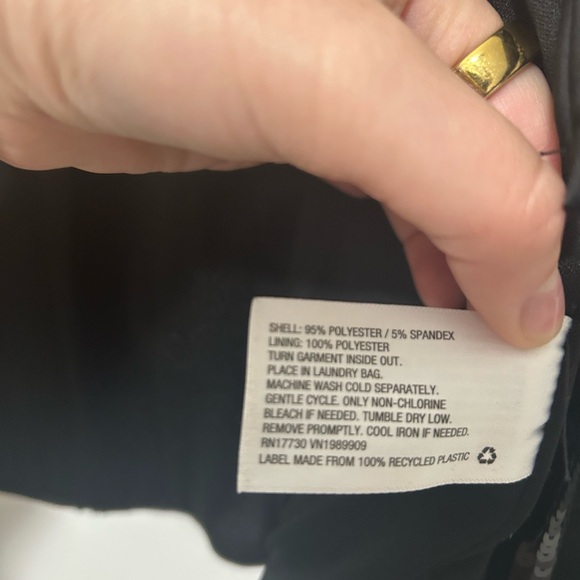 SHELL: 95% POLYESTER / 5% SPANDEX
LINING: 100% POLYESTER
TURN GARMENT INSIDE OUT.
PLACE IN LAUNDRY BAG.
MACHINE WASH COLD SEPARATELY.
GENTLE CYCLE. ONLY NON-CHLORINE
BLEACH IF NEEDED. TUMBLE DRY LOW.
REMOVE PROMPTLY. COOL IRON IF NEEDED.
RN17730 VN1989909
LABEL MADE FROM 100% RECYCLED PLASTIC